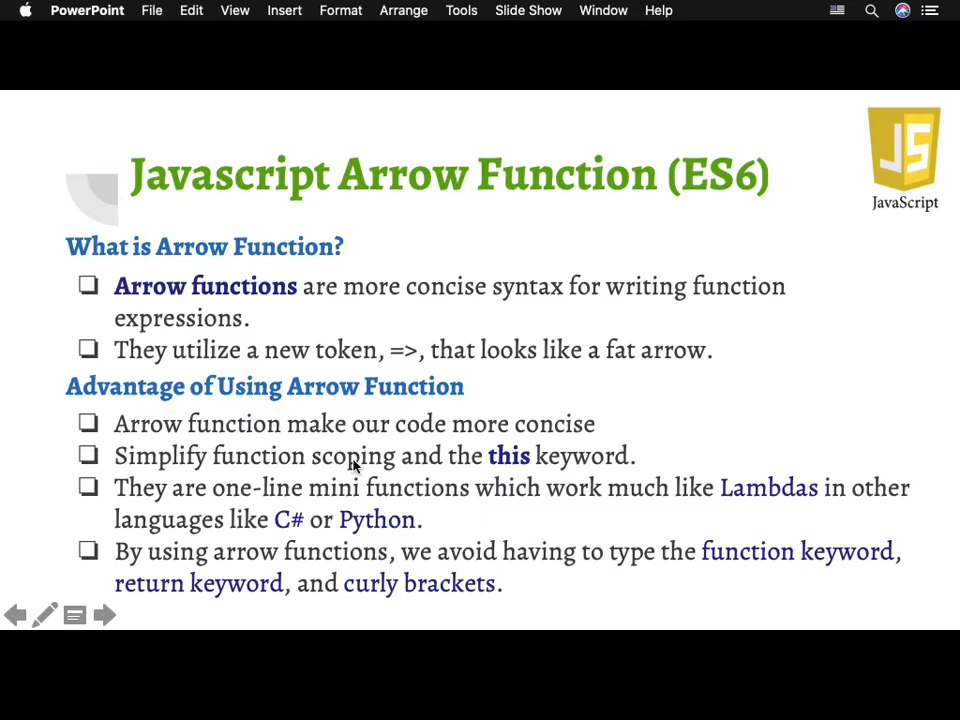 PowerPoint File Edit View Insert Format Arrange Tools Slide Show Window Help
JS
JavaScript
Javascript Arrow Function (ES6)
What is Arrow Function?
❏ Arrow functions are more concise syntax for writing function
expressions.
❏ They utilize a new token, =>, that looks like a fat arrow.
Advantage of Using Arrow Function
❏ Arrow function make our code more concise
❏ Simplify function scoping and the this keyword.
❏ They are one-line mini functions which work much like Lambdas in other
languages like C# or Python.
❏ By using arrow functions, we avoid having to type the function keyword,
return keyword, and curly brackets.